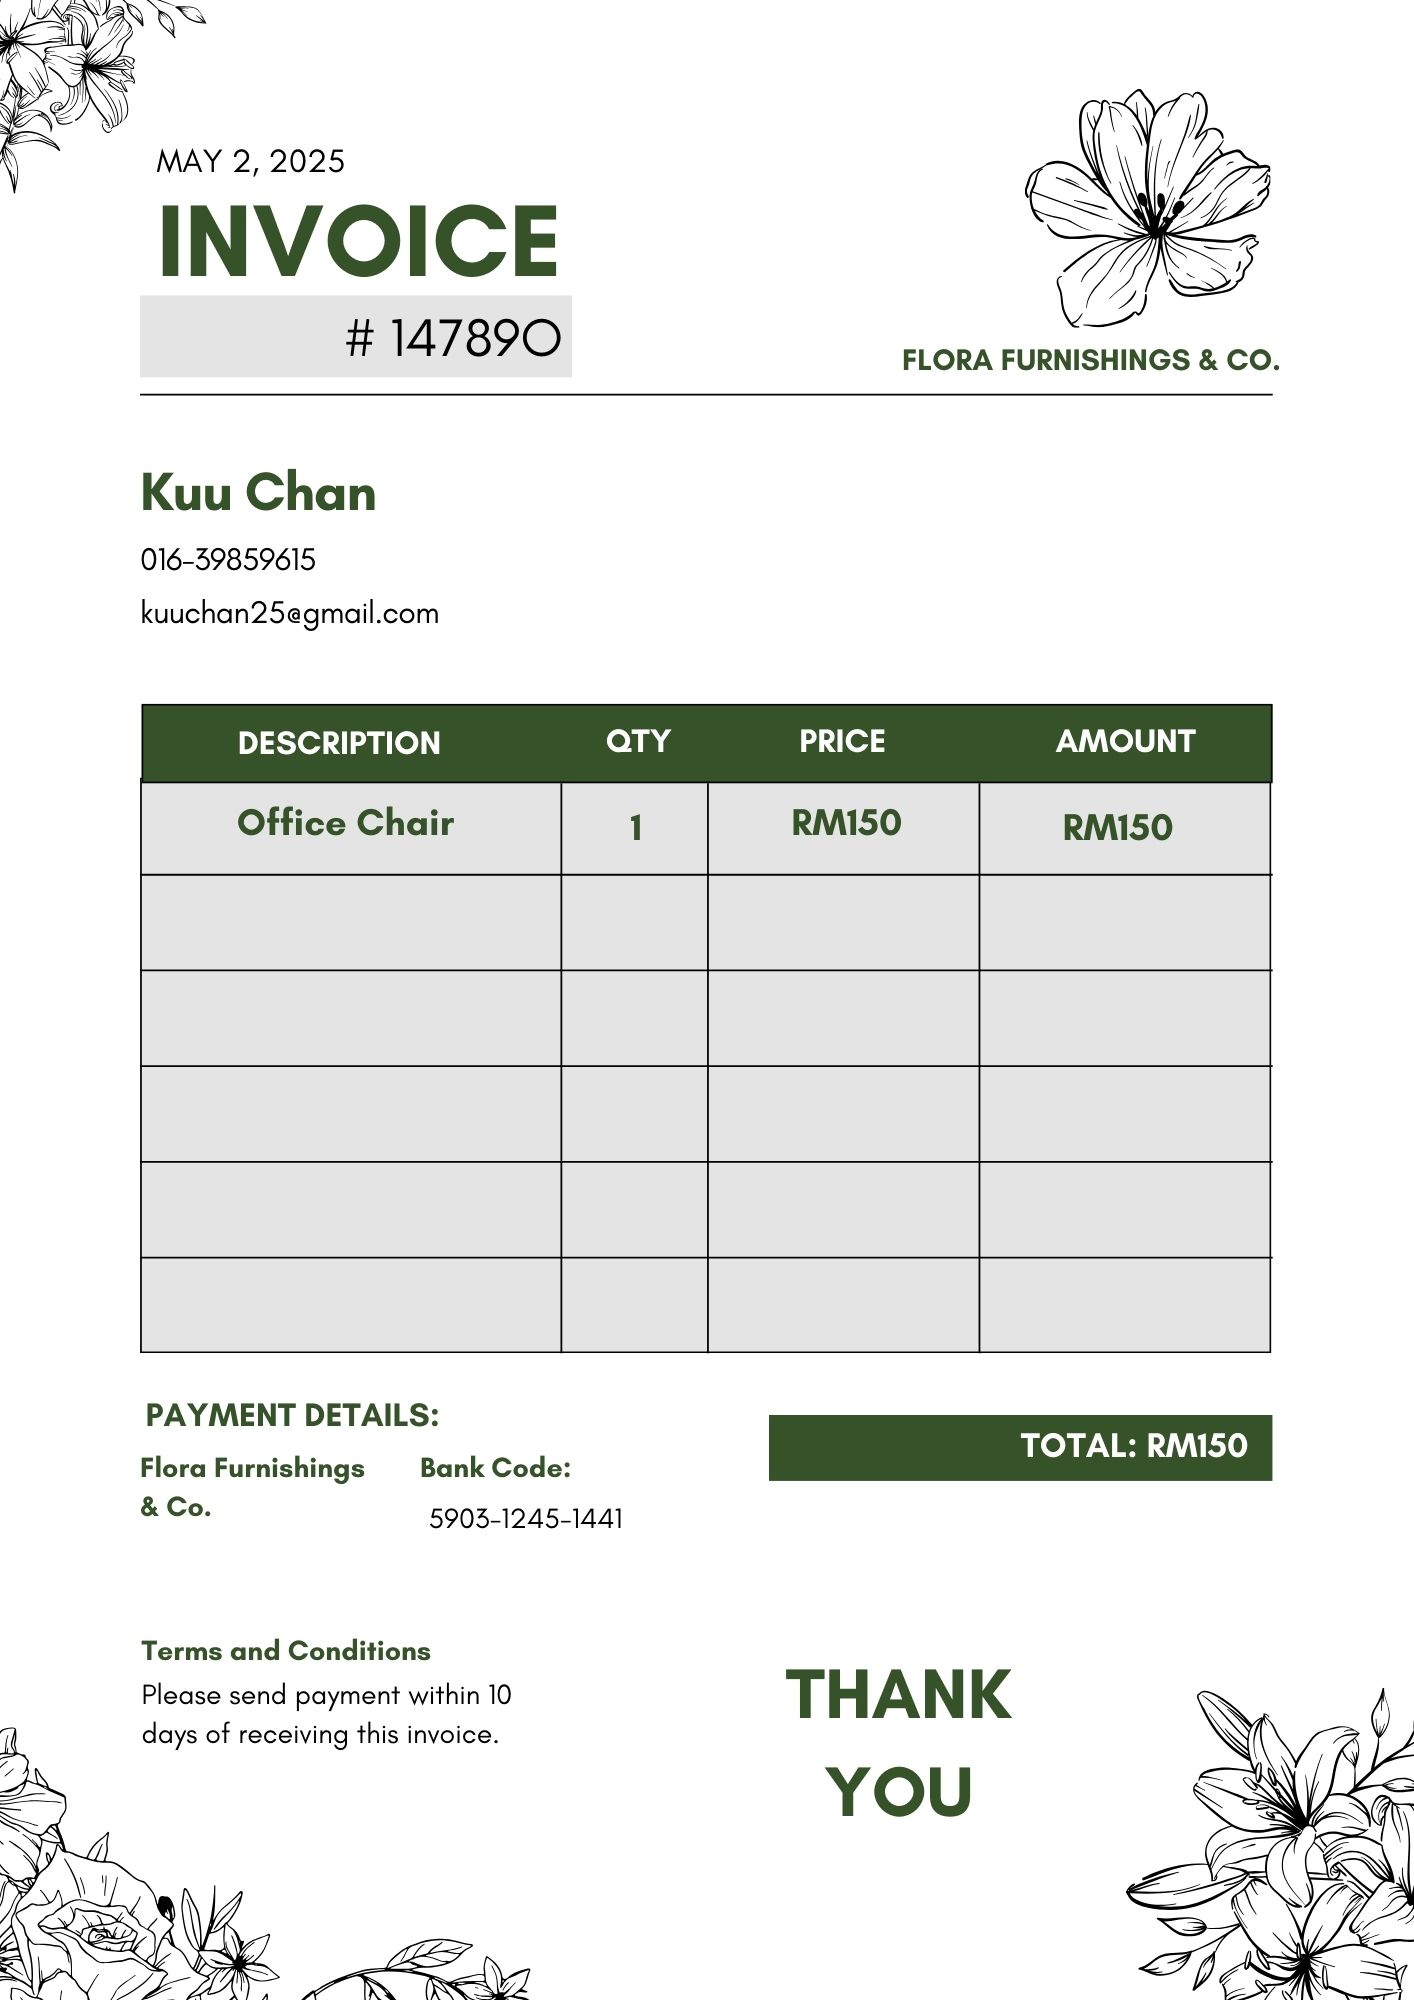 MAY 2, 2025
INVOICE
# 147890
FLORA FURNISHINGS & CO.
Kuu Chan
016-39859615
kuuchan25@gmail.com
DESCRIPTION QTY PRICE AMOUNT
Office Chair 1 RM150 RM150
PAYMENT DETAILS:
TOTAL: RM150
Flora Furnishings
& Co.
Bank Code:
5903-1245-1441
Terms and Conditions
Please send payment within 10
days of receiving this invoice.
THANK
YOU